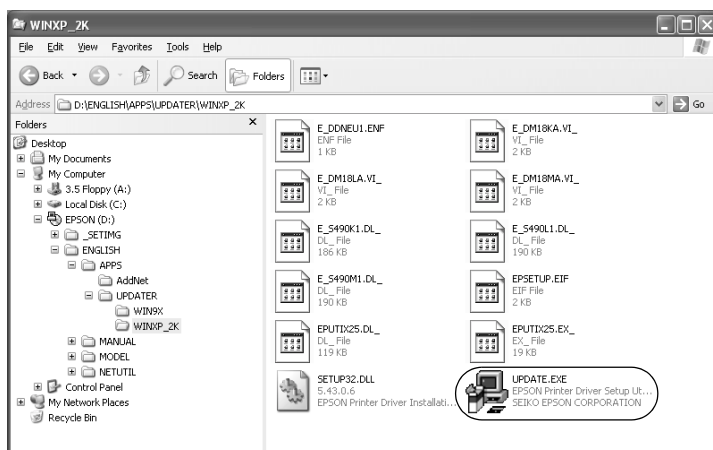 WINXP_2K
File Edit View Favorites Tools Help
Back Search Folders
Address D:\ENGLISH\APPS\UPDATER\WINXP_2K Go
Folders x
Desktop
My Documents
My Computer
3.5 Floppy (A:)
Local Disk (C:)
EPSON (D:)
_SETIMG
ENGLISH
APPS
AddNet
UPDATER
WIN9X
WINXP_2K
MANUAL
MODEL
NETUTIL
Control Panel
My Network Places
Recycle Bin
E_DDNEU1.ENF
ENF File
1 KB
E_DM18KA.VI_
VI_ File
2 KB
E_DM18LA.VI_
VI_ File
2 KB
E_DM18MA.VI_
VI_ File
2 KB
E_S490K1.DL_
DL_ File
186 KB
E_S490L1.DL_
DL_ File
190 KB
E_S490M1.DL_
DL_ File
190 KB
EPSETUP.EIF
EIF File
2 KB
EPUTIX25.DL_
DL_ File
119 KB
EPUTIX25.EX_
EX_ File
19 KB
SETUP32.DLL
5.43.0.6
EPSON Printer Driver Installati...
UPDATE.EXE
EPSON Printer Driver Setup Ut...
SEIKO EPSON CORPORATION